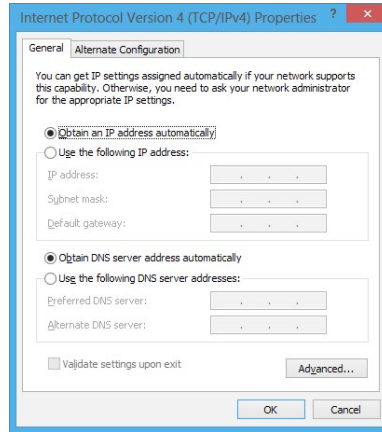 Internet Protocol Version 4 (TCP/IPv4) Properties ? x
General Alternate Configuration
You can get IP settings assigned automatically if your network supports
this capability. Otherwise, you need to ask your network administrator
for the appropriate IP settings.
Obtain an IP address automatically
Use the following IP address:
IP address:
Subnet mask:
Default gateway:
Obtain DNS server address automatically
Use the following DNS server addresses:
Preferred DNS server:
Alternate DNS server:
Validate settings upon exit
Advanced...
OK Cancel